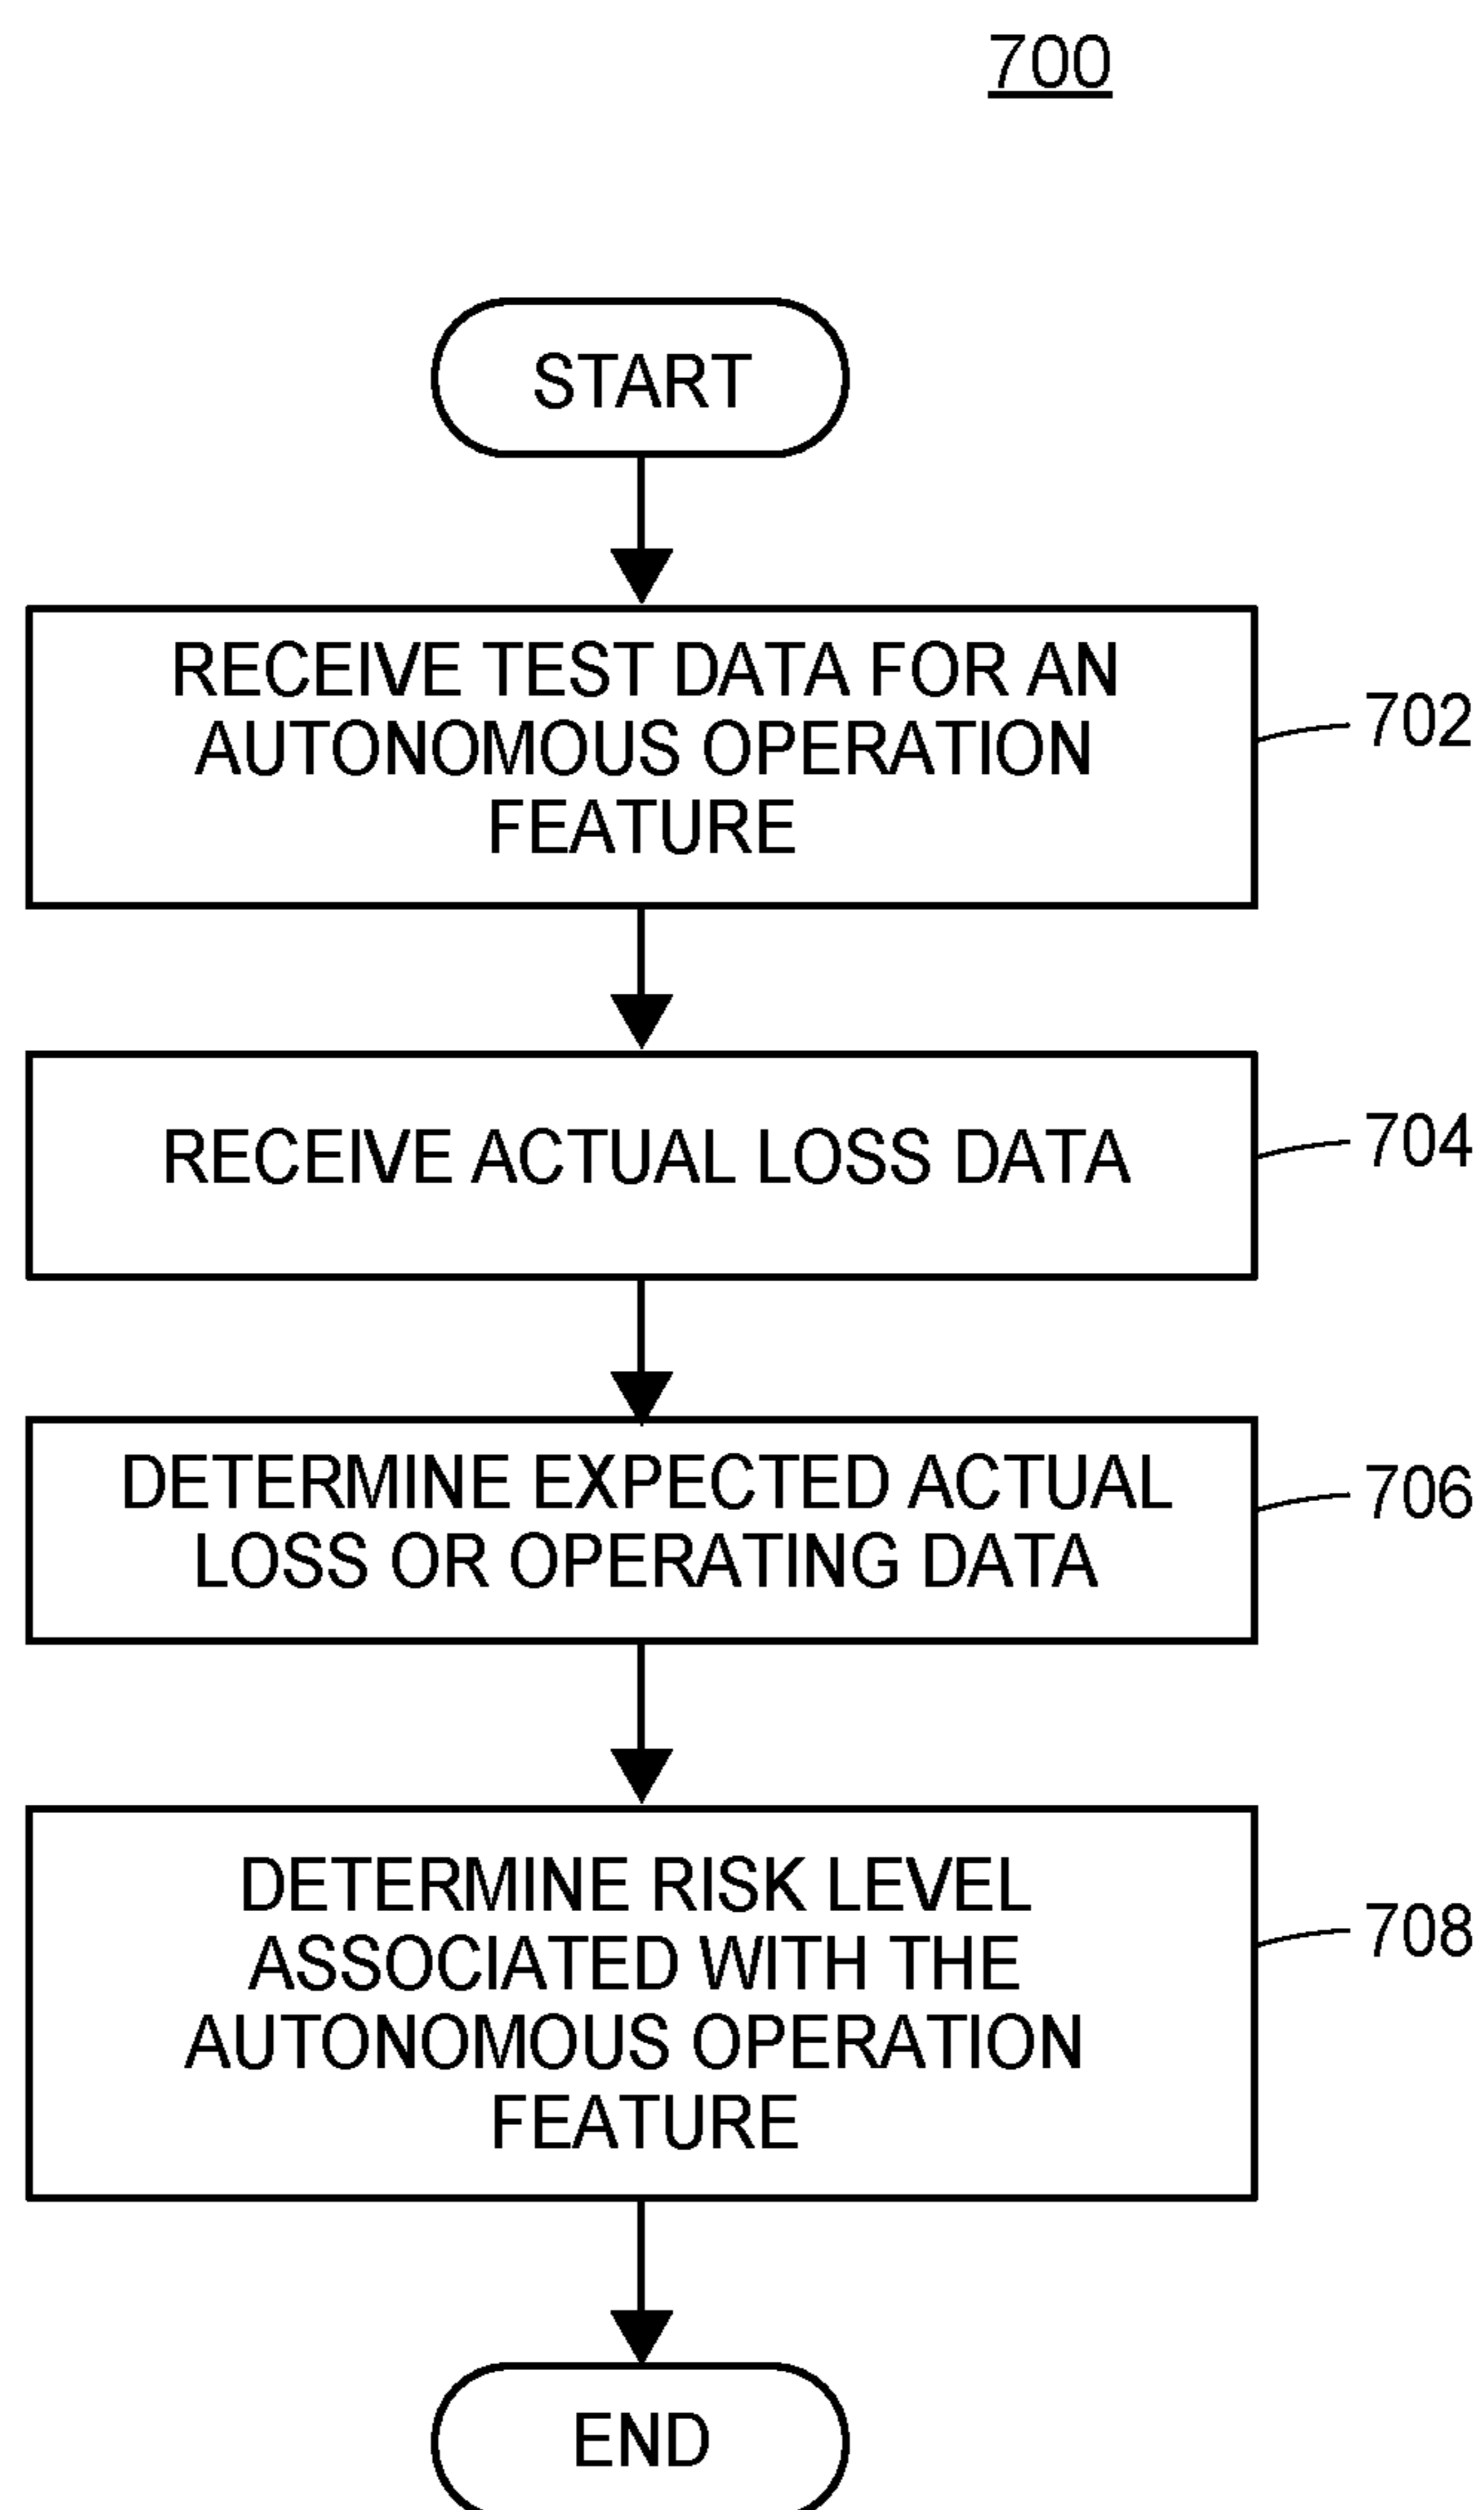 700
START
RECEIVE TEST DATA FOR AN
AUTONOMOUS OPERATION
FEATURE
702
RECEIVE ACTUAL LOSS DATA
704
DETERMINE EXPECTED ACTUAL
LOSS OR OPERATING DATA
706
DETERMINE RISK LEVEL
ASSOCIATED WITH THE
AUTONOMOUS OPERATION
FEATURE
708
END